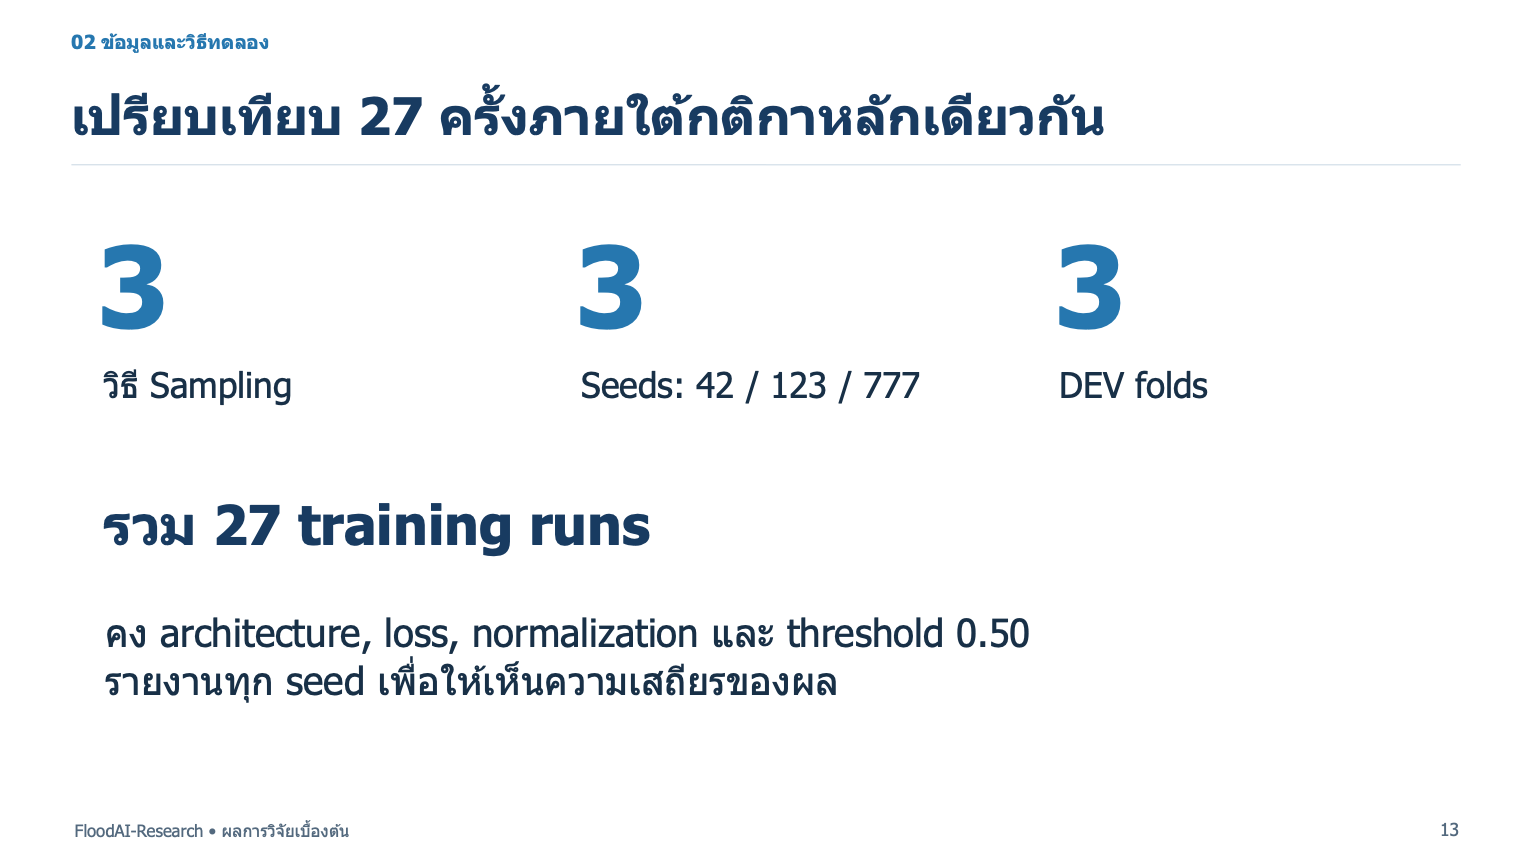 02 ข้อมูลและวิธีทดลอง
เปรียบเทียบ 27 ครั้งภายใต้กติกาหลักเดียวกัน
3
วิธี Sampling
3
Seeds: 42 / 123 / 777
3
DEV folds
รวม 27 training runs
คง architecture, loss, normalization และ threshold 0.50
รายงานทุก seed เพื่อให้เห็นความเสถียรของผล
FloodAI-Research • ผลการวิจัยเบื้องต้น
13